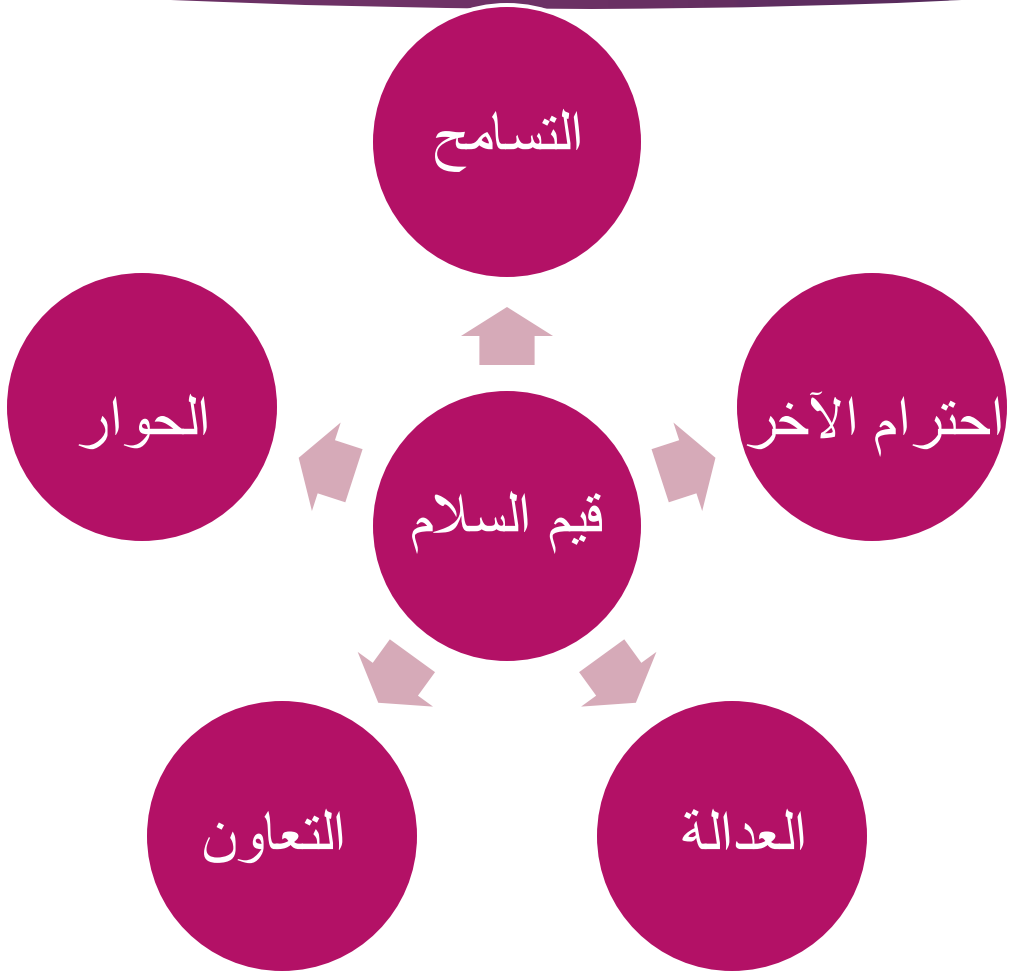 التسامح
احترام الآخر
الحوار
قيم السلام
العدالة
التعاون